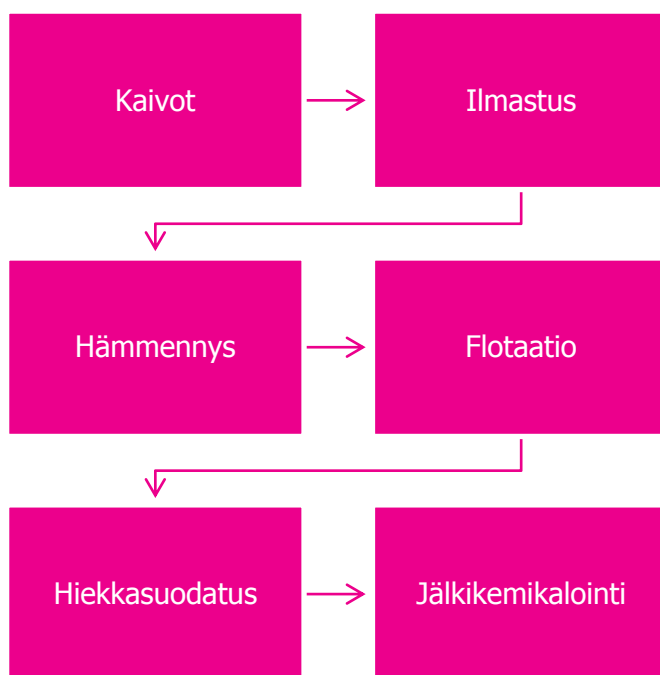 Kaivot
Ilmastus
Hämmennys
Flotaatio
Hiekkasuodatus
Jälkikemikalointi